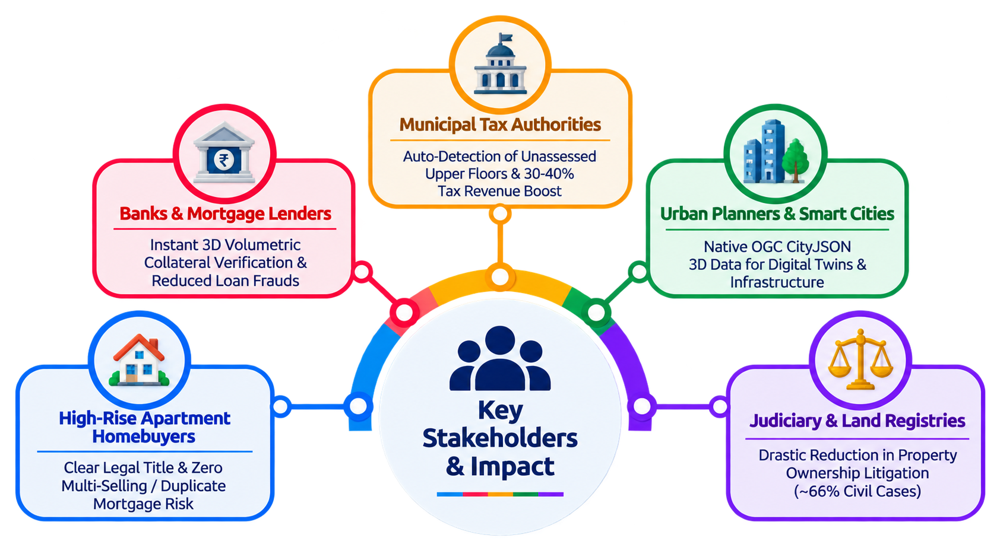 Municipal Tax Authorities
Auto-Detection of Unassessed
Upper Floors & 30-40%
Tax Revenue Boost
₹
Banks & Mortgage Lenders
Instant 3D Volumetric
Collateral Verification &
Reduced Loan Frauds
Urban Planners & Smart Cities
Native OGC CityJSON
3D Data for Digital Twins &
Infrastructure
High-Rise Apartment
Homebuyers
Clear Legal Title & Zero
Multi-Selling / Duplicate
Mortgage Risk
Key
Stakeholders
& Impact
Judiciary & Land Registries
Drastic Reduction in Property
Ownership Litigation
(~66% Civil Cases)